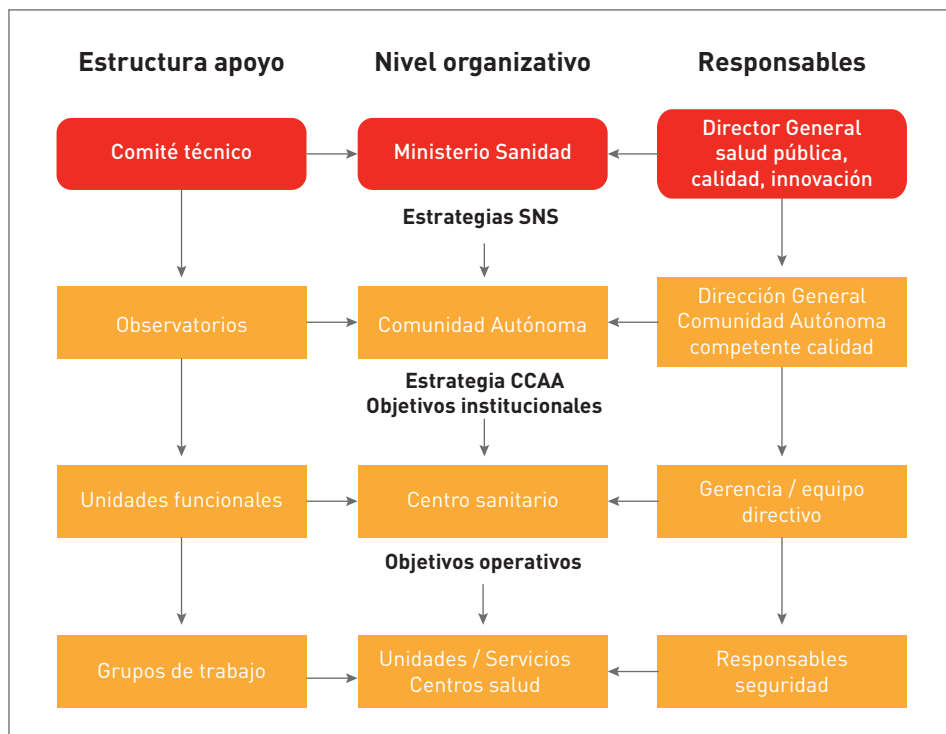 Estructura apoyo
Nivel organizativo
Responsables
Comité técnico
Ministerio Sanidad
Director General
salud pública,
calidad, innovación
Estrategias SNS
Observatorios
Comunidad Autónoma
Dirección General
Comunidad Autónoma
competente calidad
Estrategia CCAA
Objetivos institucionales
Unidades funcionales
Centro sanitario
Gerencia / equipo
directivo
Objetivos operativos
Grupos de trabajo
Unidades / Servicios
Centros salud
Responsables
seguridad